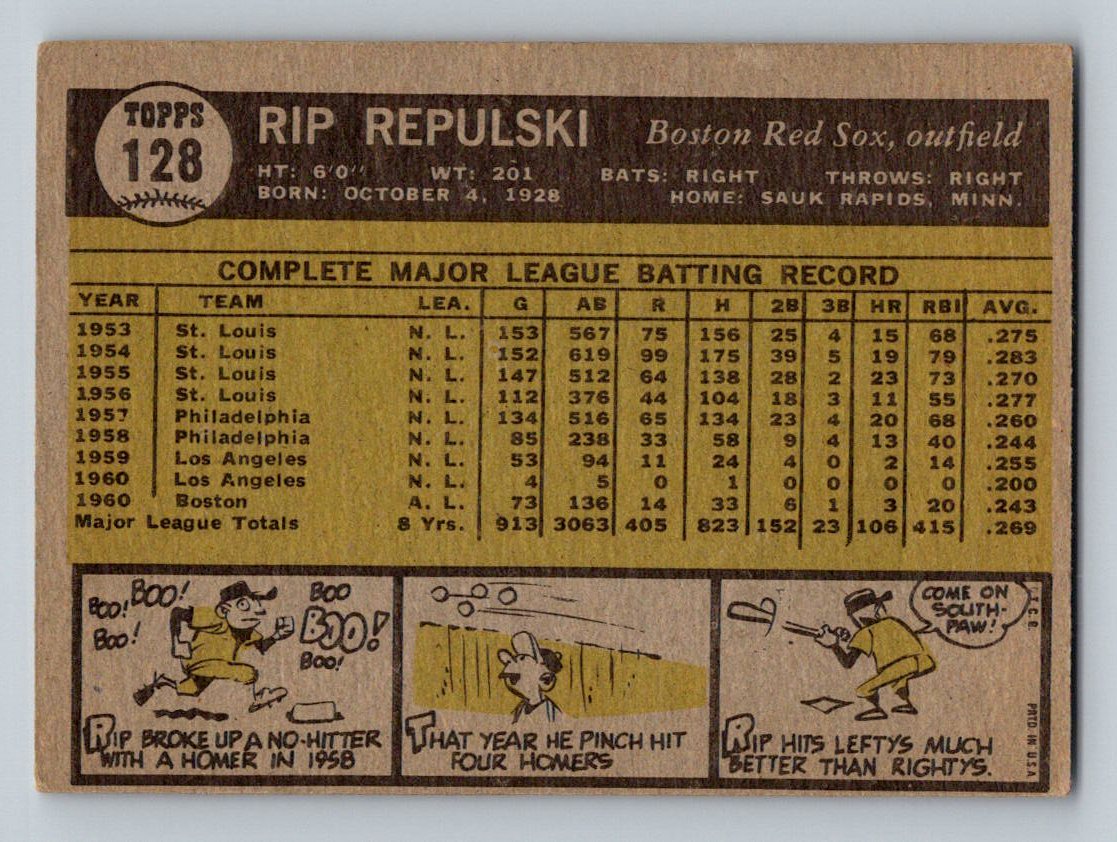 TOPPS
128
RIP REPULSKI Boston Red Sox, outfield
HT: 6'0" WT: 201 BATS: RIGHT THROWS: RIGHT
BORN: OCTOBER 4, 1928 HOME: SAUK RAPIDS, MINN.
COMPLETE MAJOR LEAGUE BATTING RECORD
YEAR TEAM LEA. G AB R H 2B 3B HR RBI AVG.
1953 St. Louis N. L. 153 567 75 156 25 4 15 68 .275
1954 St. Louis N. L. 152 619 99 175 39 5 19 79 .283
1955 St. Louis N. L. 147 512 64 138 28 2 23 73 .270
1956 St. Louis N. L. 112 376 44 104 18 3 11 55 .277
1957 Philadelphia N. L. 134 516 65 134 23 4 20 68 .260
1958 Philadelphia N. L. 85 238 33 58 9 4 13 40 .244
1959 Los Angeles N. L. 53 94 11 24 4 0 2 14 .255
1960 Los Angeles N. L. 4 5 0 1 0 0 0 0 .200
1960 Boston A. L. 73 136 14 33 6 1 3 20 .243
Major League Totals 8 Yrs. 913 3063 405 823 152 23 106 415 .269
BOO! BOO! BOO
BOO! BOO!
BOO!
RIP BROKE UP A NO-HITTER
WITH A HOMER IN 1958
THAT YEAR HE PINCH HIT
FOUR HOMERS
COME ON
SOUTH-
PAW!
RIP HITS LEFTYS MUCH
BETTER THAN RIGHTYS.
PRTD IN U.S.A.